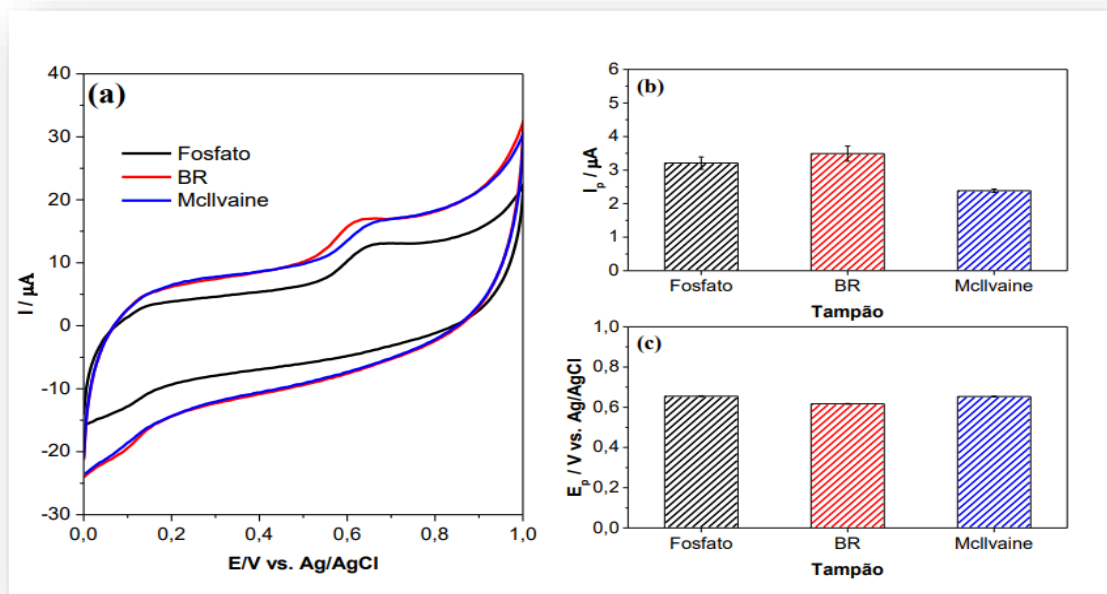 (a)
40
30
20
10
0
-10
-20
-30
I / μA
Fosfato
BR
McIlvaine
0,0 0,2 0,4 0,6 0,8 1,0
E/V vs. Ag/AgCl
(b)
6
5
4
3
2
1
0
Ip / μA
Fosfato BR McIlvaine
Tampão
(c)
1,0
0,8
0,6
0,4
0,2
0,0
Ep / V vs. Ag/AgCl
Fosfato BR McIlvaine
Tampão